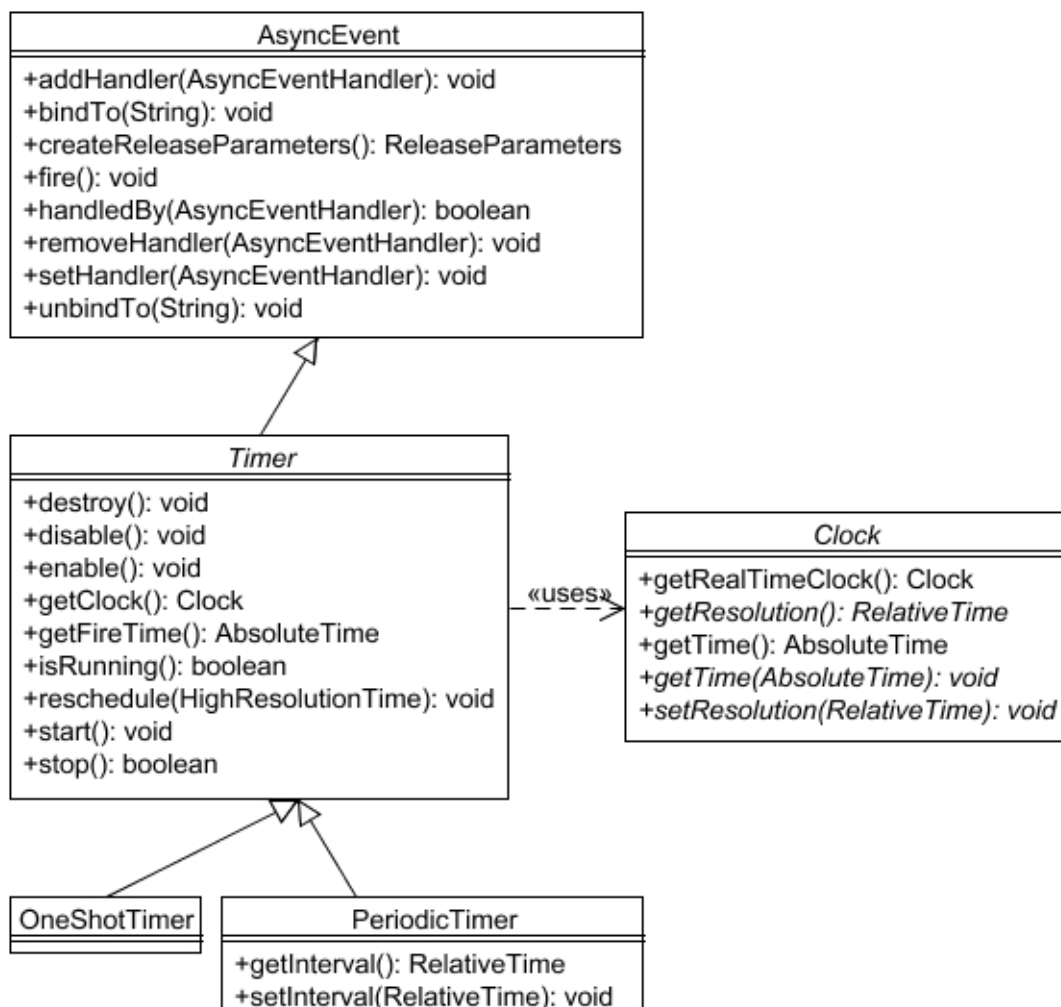 AsyncEvent
+addHandler(AsyncEventHandler): void
+bindTo(String): void
+createReleaseParameters(): ReleaseParameters
+fire(): void
+handledBy(AsyncEventHandler): boolean
+removeHandler(AsyncEventHandler): void
+setHandler(AsyncEventHandler): void
+unbindTo(String): void
Timer
+destroy(): void
+disable(): void
+enable(): void
+getClock(): Clock
+getFireTime(): AbsoluteTime
+isRunning(): boolean
+reschedule(HighResolutionTime): void
+start(): void
+stop(): boolean
«uses»
Clock
+getRealTimeClock(): Clock
+getResolution(): RelativeTime
+getTime(): AbsoluteTime
+getTime(AbsoluteTime): void
+setResolution(RelativeTime): void
OneShotTimer
PeriodicTimer
+getInterval(): RelativeTime
+setInterval(RelativeTime): void